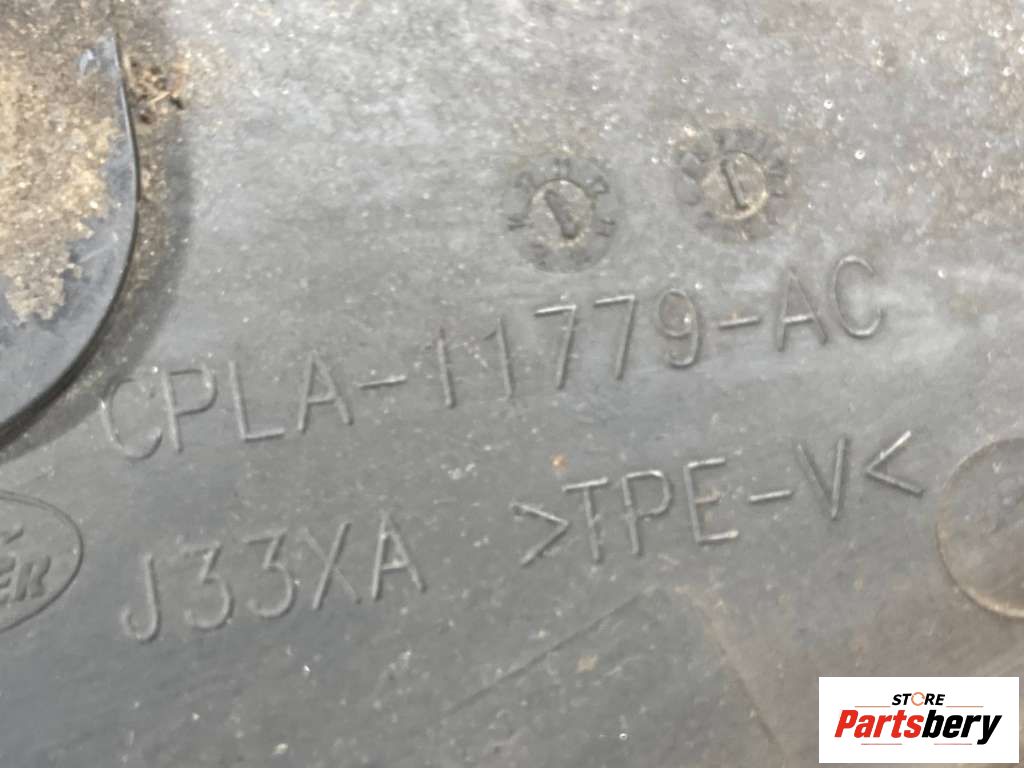 CPLA-11779-AC
J33XA >TPE-V<
STORE
Partsbery